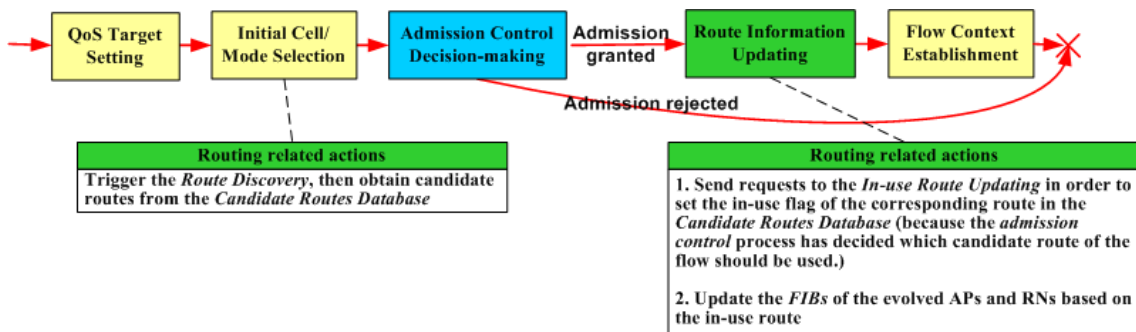 QoS Target
Setting
Initial Cell/
Mode Selection
Admission Control
Decision-making
Admission
granted
Route Information
Updating
Flow Context
Establishment
Admission rejected
Routing related actions
Trigger the Route Discovery, then obtain candidate
routes from the Candidate Routes Database
Routing related actions
1. Send requests to the In-use Route Updating in order to
set the in-use flag of the corresponding route in the
Candidate Routes Database (because the admission
control process has decided which candidate route of the
flow should be used.)
2. Update the FIBs of the evolved APs and RNs based on
the in-use route